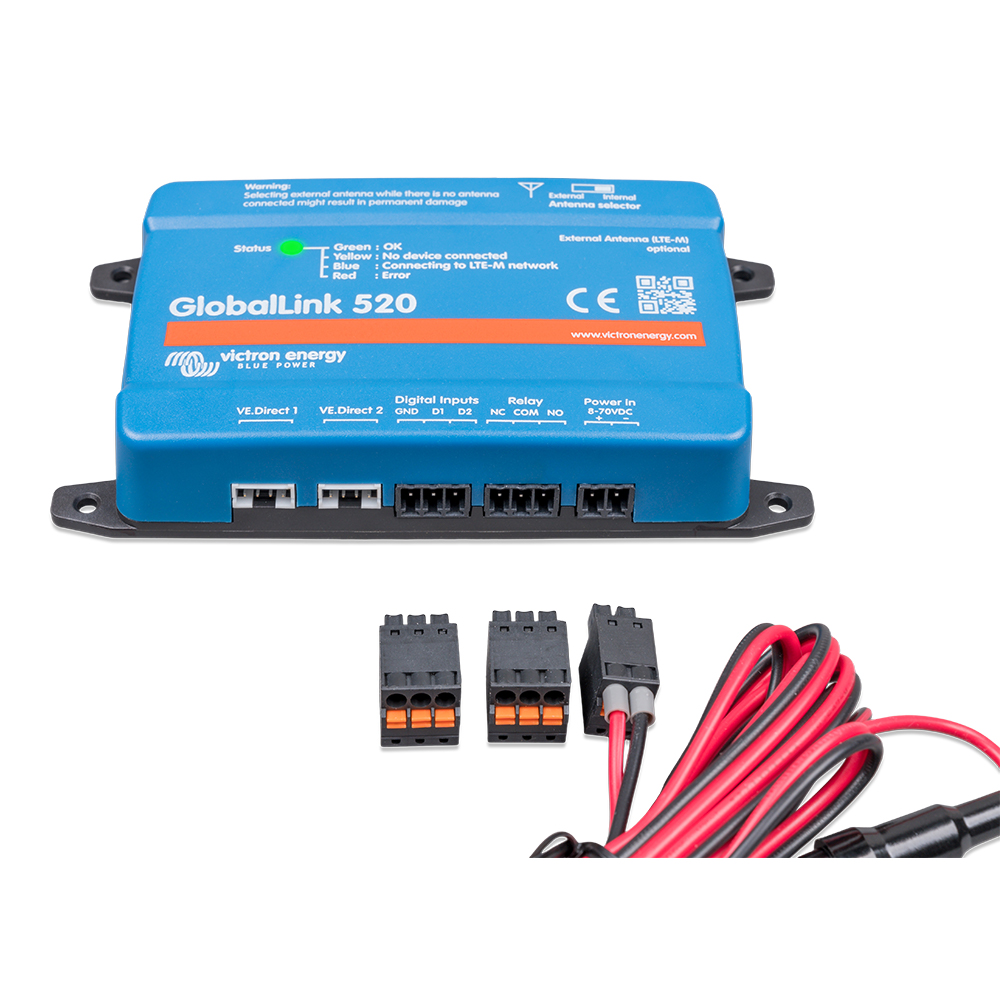 Warning:
Selecting external antenna while there is no antenna
connected might result in permanent damage
External Internal
Antenna selector
Status
Green : OK
Yellow : No device connected
Blue : Connecting to LTE-M network
Red : Error
External Antenna (LTE-M)
optional
GlobalLink 520
CE
www.victronenergy.com
victron energy
BLUE POWER
VE.Direct 1
VE.Direct 2
Digital Inputs
GND D1 D2
Relay
NC COM NO
Power In
8-70VDC
+ −